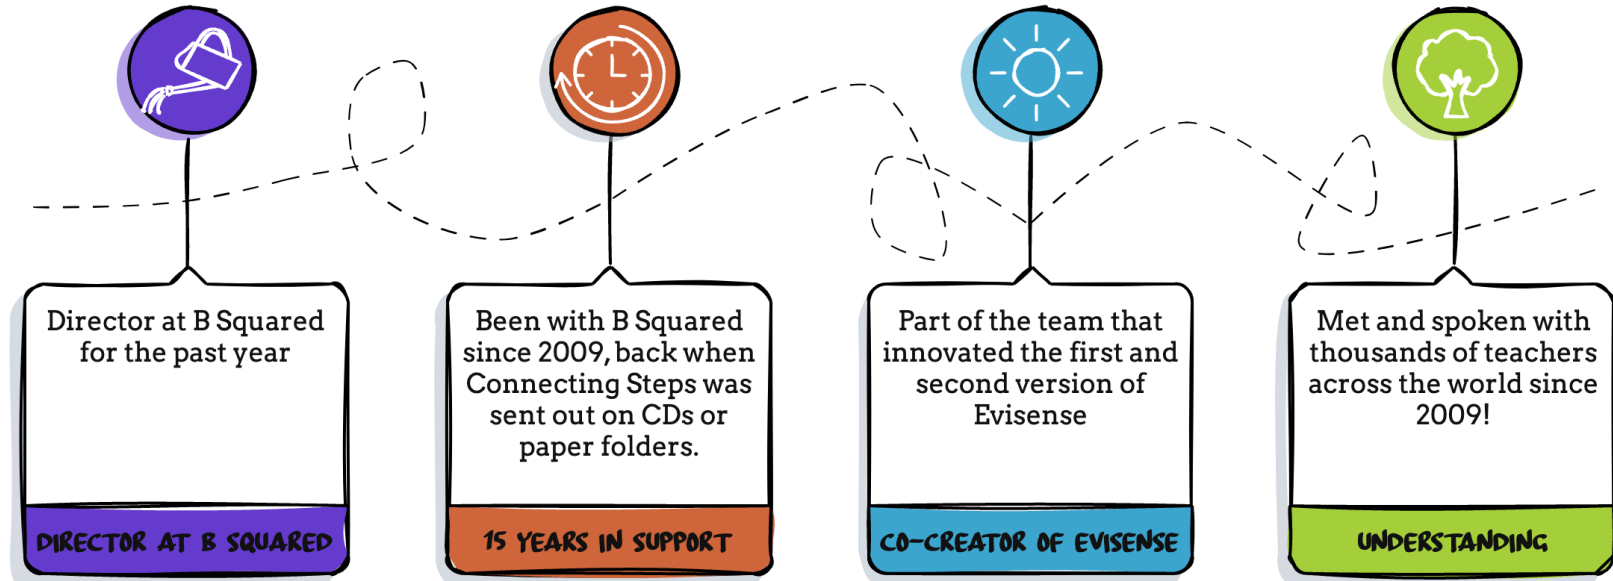 Director at B Squared
for the past year
DIRECTOR AT B SQUARED
Been with B Squared
since 2009, back when
Connecting Steps was
sent out on CDs or
paper folders.
15 YEARS IN SUPPORT
Part of the team that
innovated the first and
second version of
Evisense
CO-CREATOR OF EVISENSE
Met and spoken with
thousands of teachers
across the world since
2009!
UNDERSTANDING